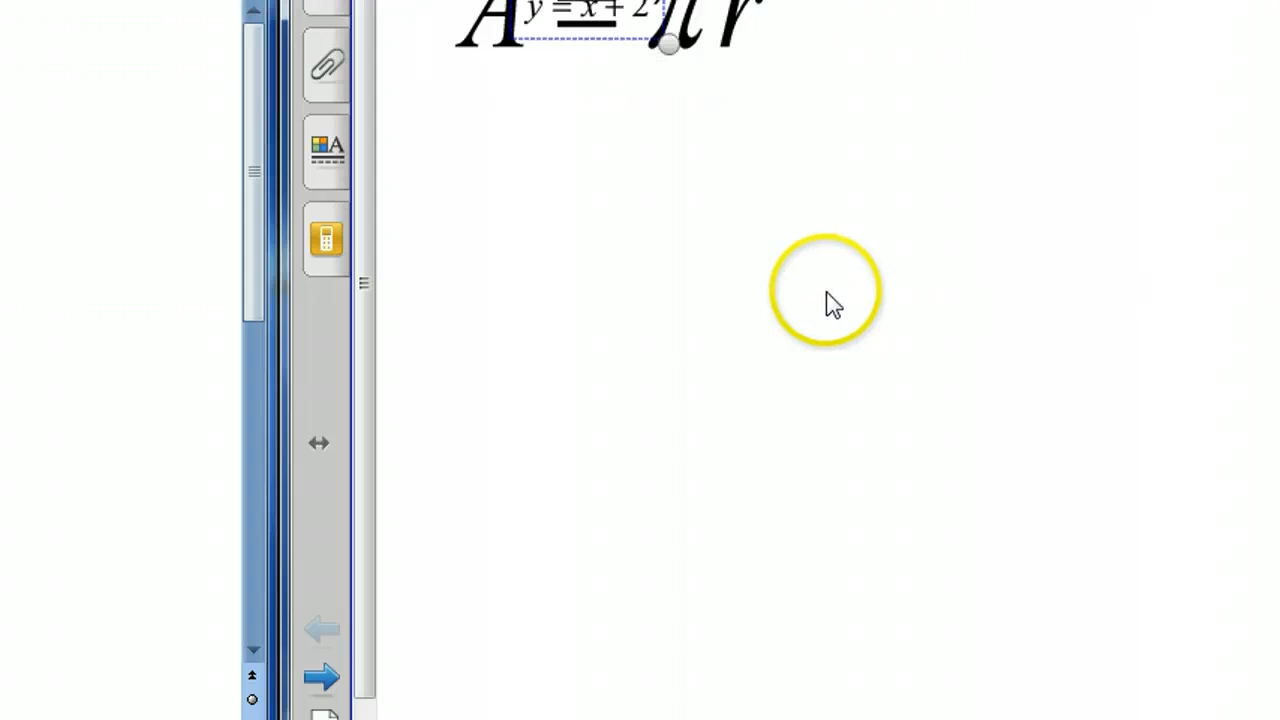 A = πr
y = x + 2
A